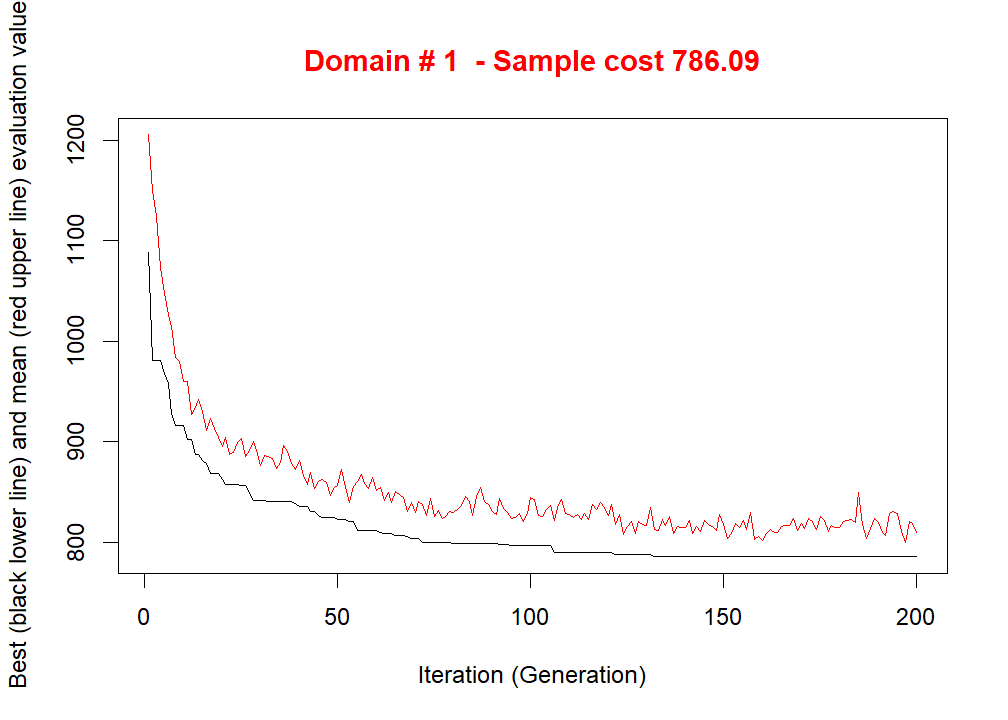 Domain # 1  - Sample cost 786.09
Best (black lower line) and mean (red upper line) evaluation value
1200
1100
1000
900
800
0 50 100 150 200
Iteration (Generation)